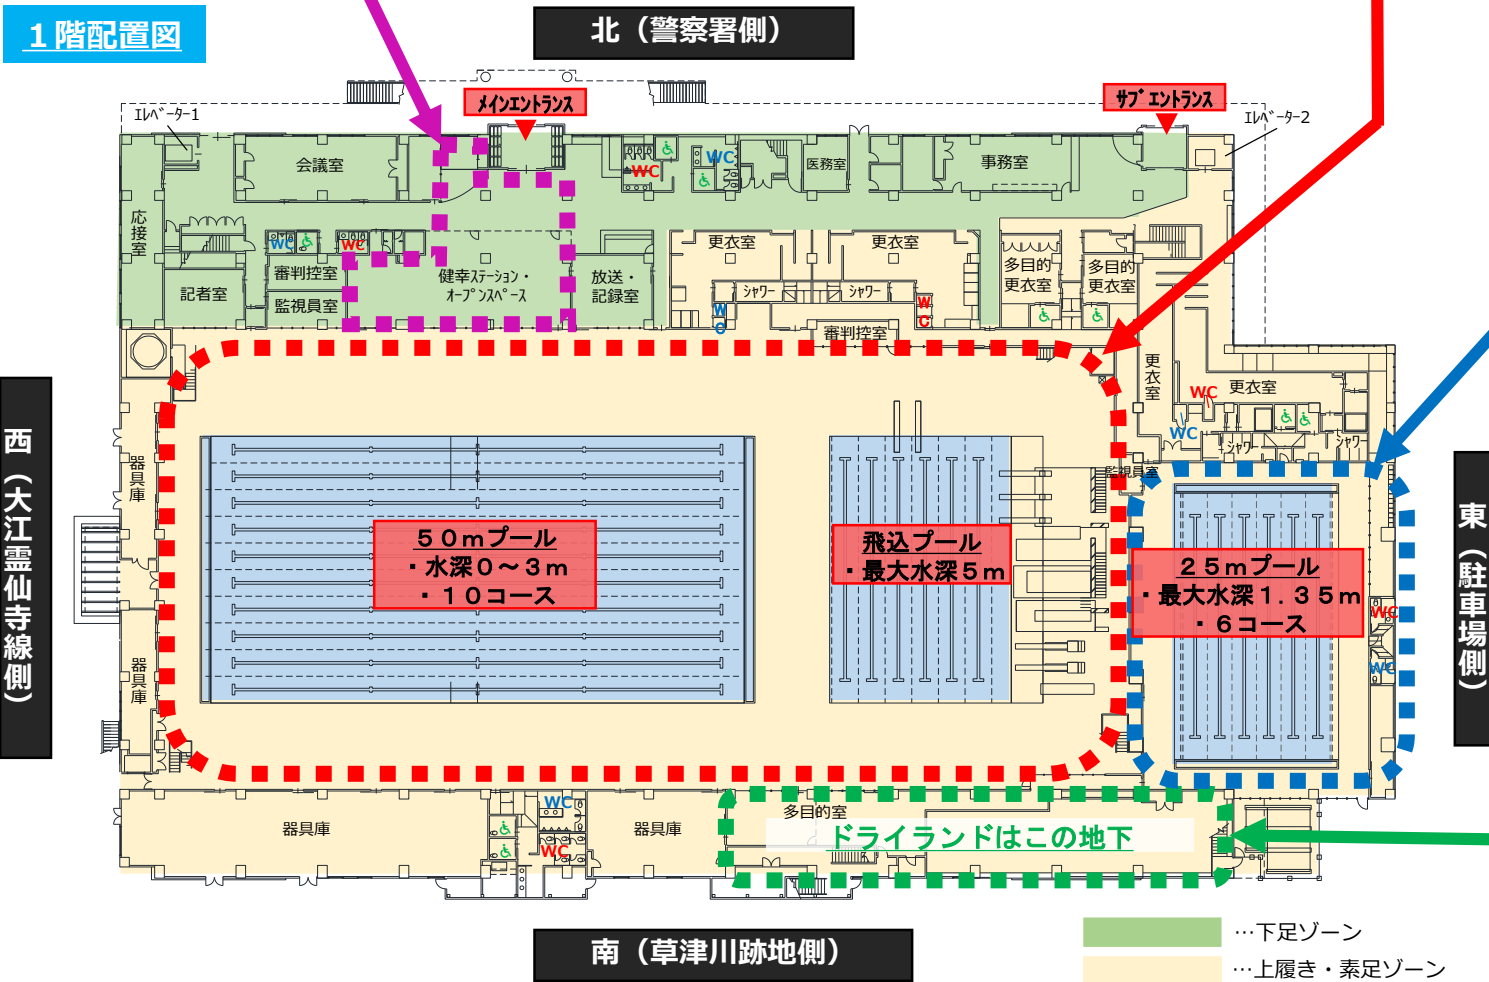 １階配置図
北（警察署側）
メインエントランス
サブエントランス
エレベーター1
エレベーター2
会議室
WC
WC
医務室
事務室
応接室
WC
WC
更衣室
更衣室
審判控室
健幸ステーション・
オープンスペース
放送・
記録室
多目的
更衣室
多目的
更衣室
記者室
監視員室
シャワー
シャワー
WC
WC
審判控室
更衣室
更衣室
WC
WC
シャワー
シャワー
監視員室
西（大江霊仙寺線側）
東（駐車場側）
器具庫
器具庫
５０ｍプール
・水深０～３ｍ
・１０コース
飛込プール
・最大水深５ｍ
２５ｍプール
・最大水深１．３５ｍ
・６コース
WC
WC
器具庫
WC
WC
器具庫
多目的室
ドライランドはこの地下
南（草津川跡地側）
…下足ゾーン
…上履き・素足ゾーン